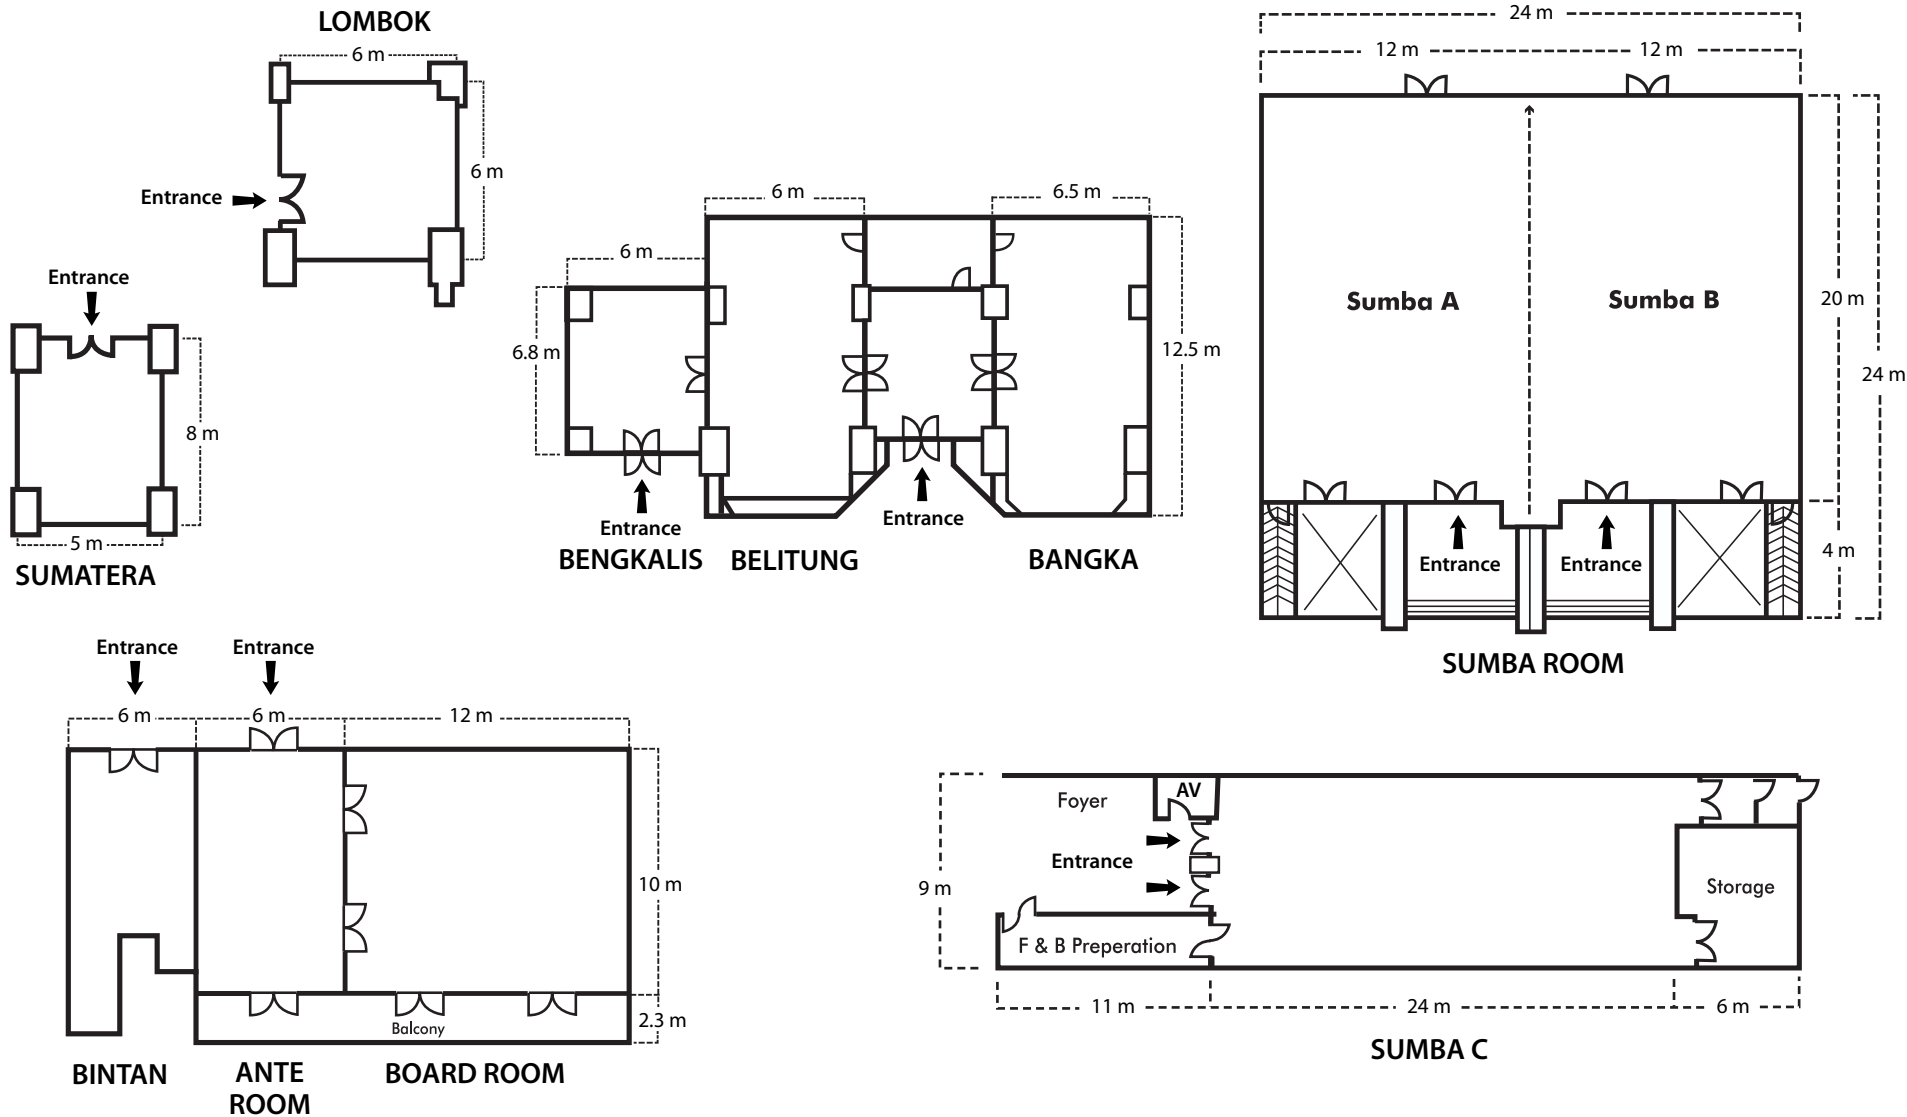 LOMBOK
6 m
6 m
Entrance
Entrance
8 m
5 m
SUMATERA
6 m
6.5 m
6 m
6.8 m
12.5 m
Entrance
Entrance
BENGKALIS
BELITUNG
BANGKA
24 m
12 m
12 m
Sumba A
Sumba B
20 m
24 m
4 m
Entrance
Entrance
SUMBA ROOM
Entrance
Entrance
6 m
6 m
12 m
10 m
2.3 m
Balcony
BINTAN
ANTE
ROOM
BOARD ROOM
AV
Foyer
Entrance
9 m
Storage
F & B Preperation
11 m
24 m
6 m
SUMBA C